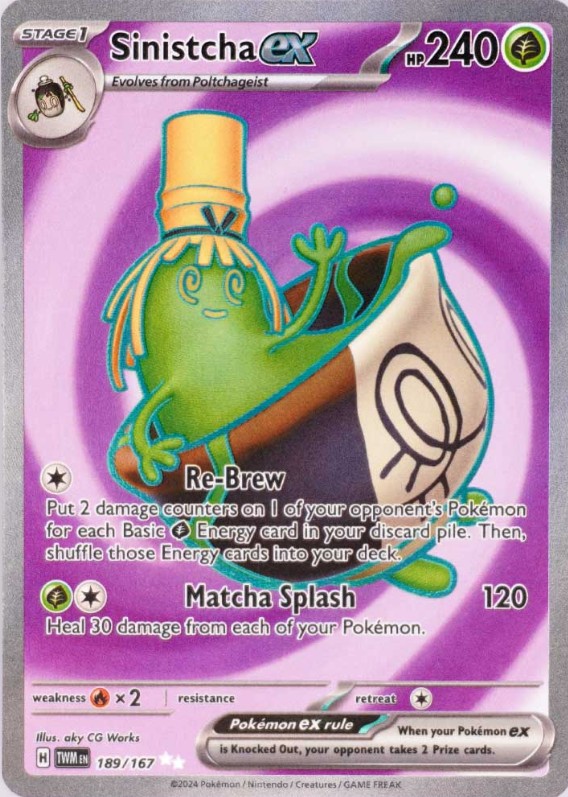 STAGE 1
Sinistcha ex
HP 240
Evolves from Poltchageist
Re-Brew
Put 2 damage counters on 1 of your opponent's Pokémon
for each Basic Energy card in your discard pile. Then,
shuffle those Energy cards into your deck.
Matcha Splash 120
Heal 30 damage from each of your Pokémon.
weakness ×2 resistance retreat
Illus. aky CG Works
Pokémon ex rule
When your Pokémon ex
is Knocked Out, your opponent takes 2 Prize cards.
H TWM EN 189/167
©2024 Pokémon / Nintendo / Creatures / GAME FREAK